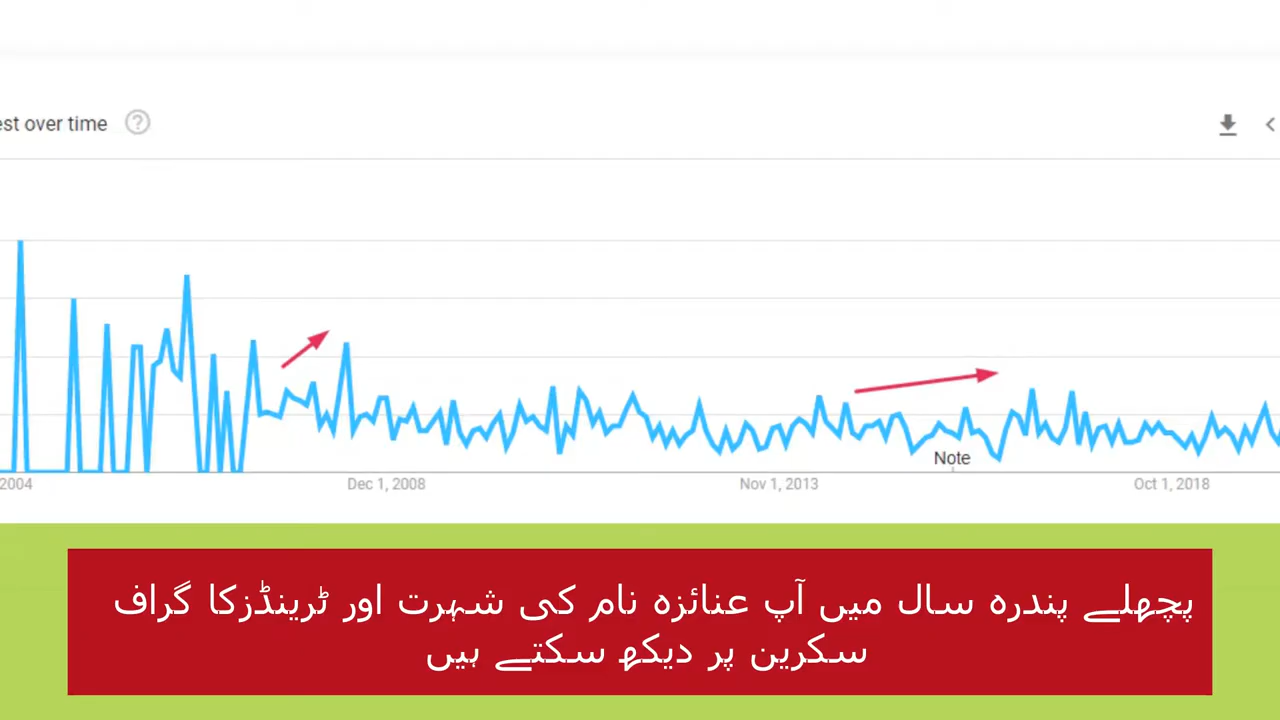 est over time
2004
Dec 1, 2008
Nov 1, 2013
Oct 1, 2018
Note
پچھلے پندرہ سال میں آپ عنائزہ نام کی شہرت اور ٹرینڈزکا گراف
سکرین پر دیکھ سکتے ہیں